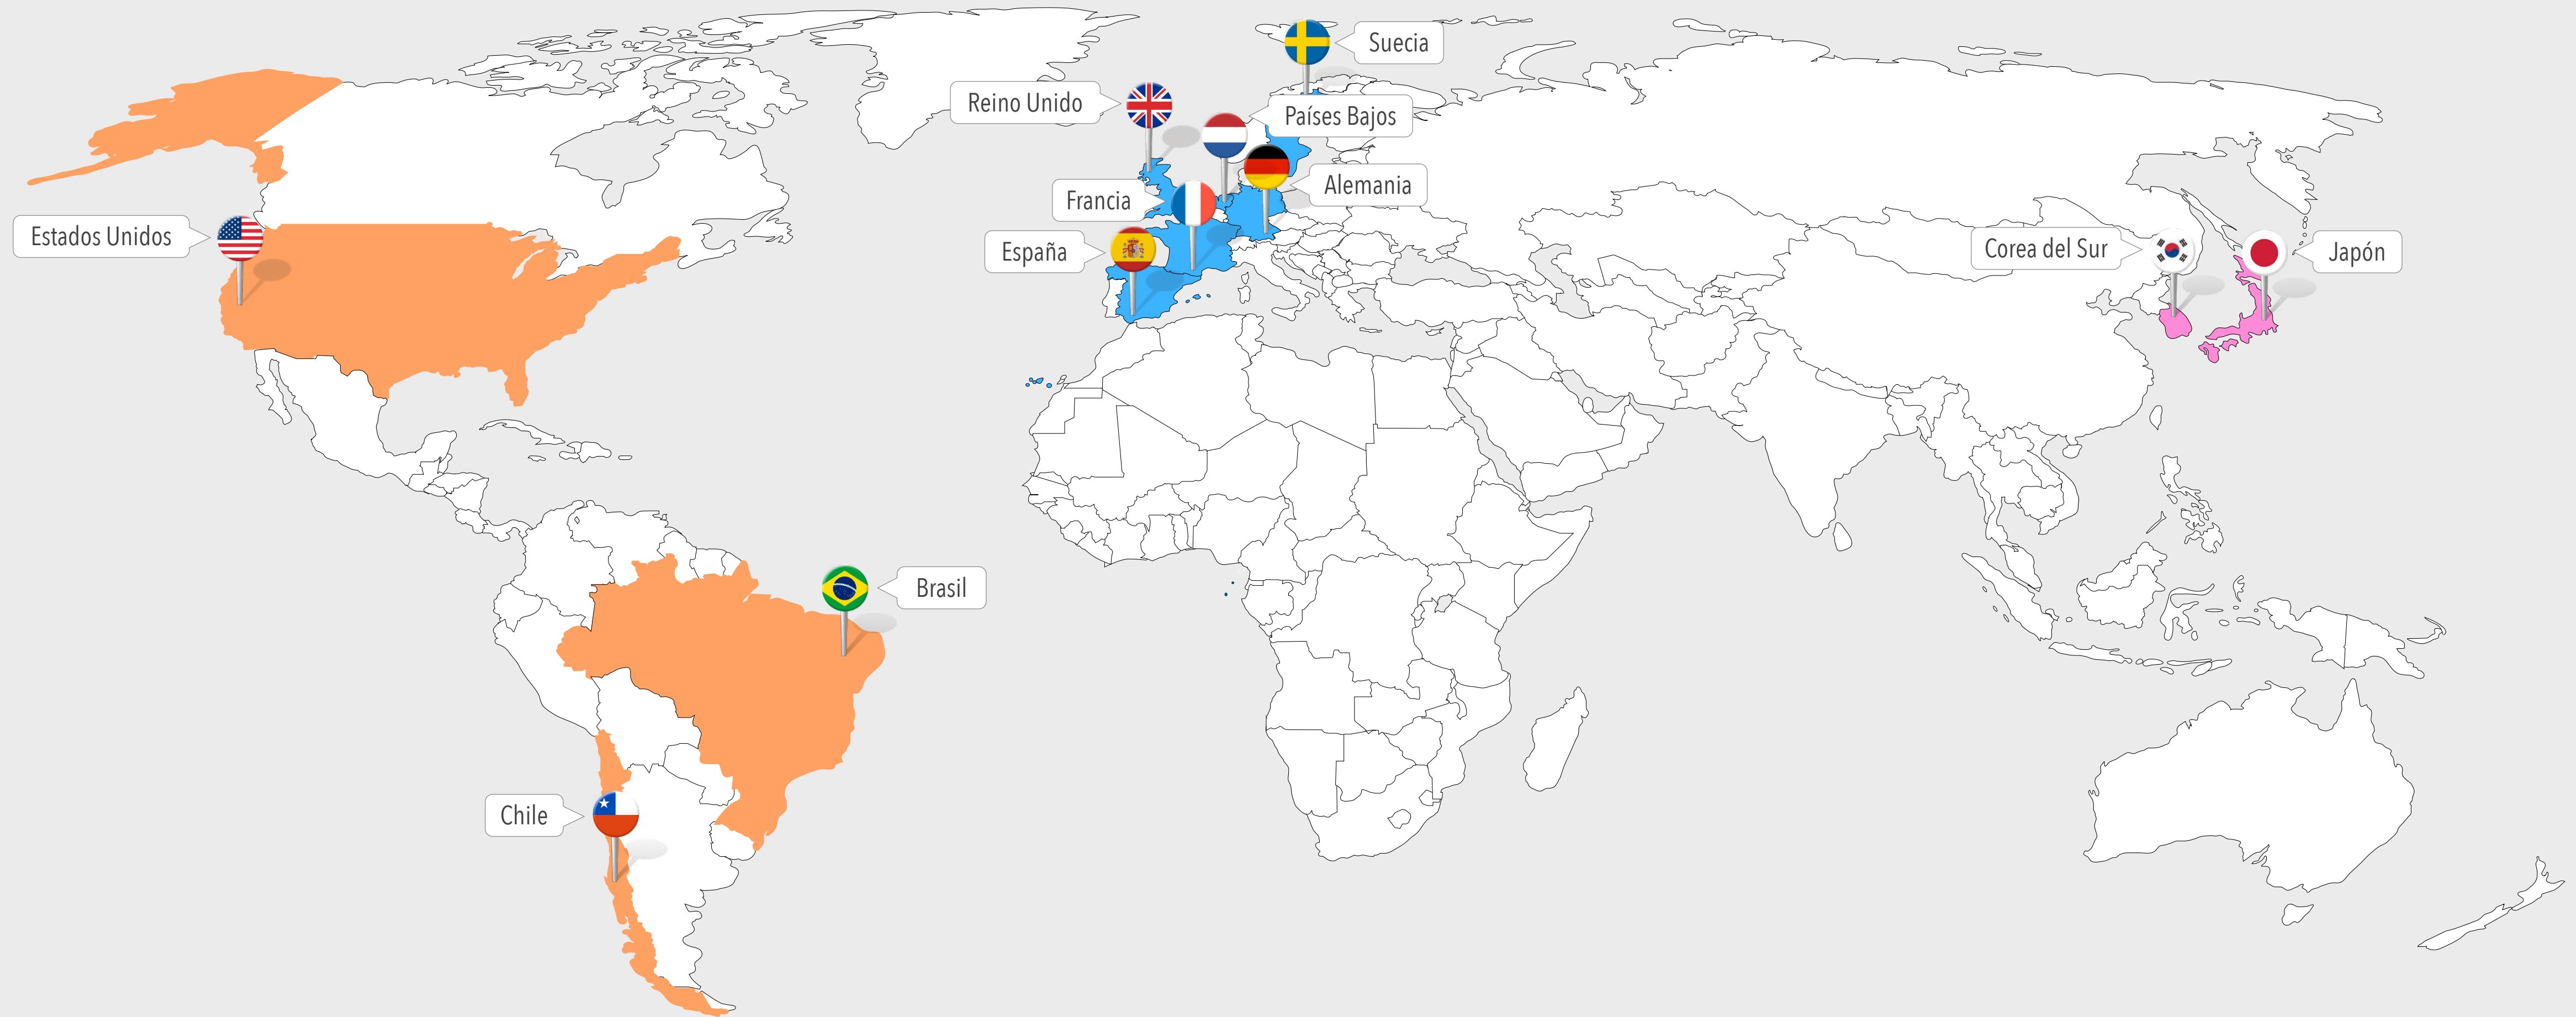 Suecia
Reino Unido
Países Bajos
Francia
Alemania
Estados Unidos
España
Corea del Sur
Japón
Brasil
Chile